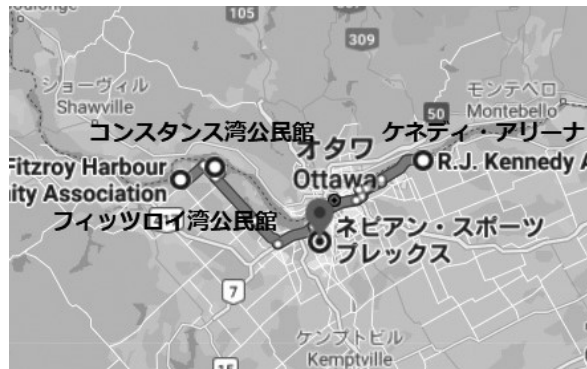 105
309
ショーヴィル
Shawville
50
モンテベロ
Montebello
コンスタンス湾公民館
ケネディ・アリーナ
オタワ
Ottawa
Fitzroy Harbour
ity Association
R.J. Kennedy A
フィッツロイ湾公民館
ネピアン・スポーツ
プレックス
7
ケンプトビル
Kemptville
15